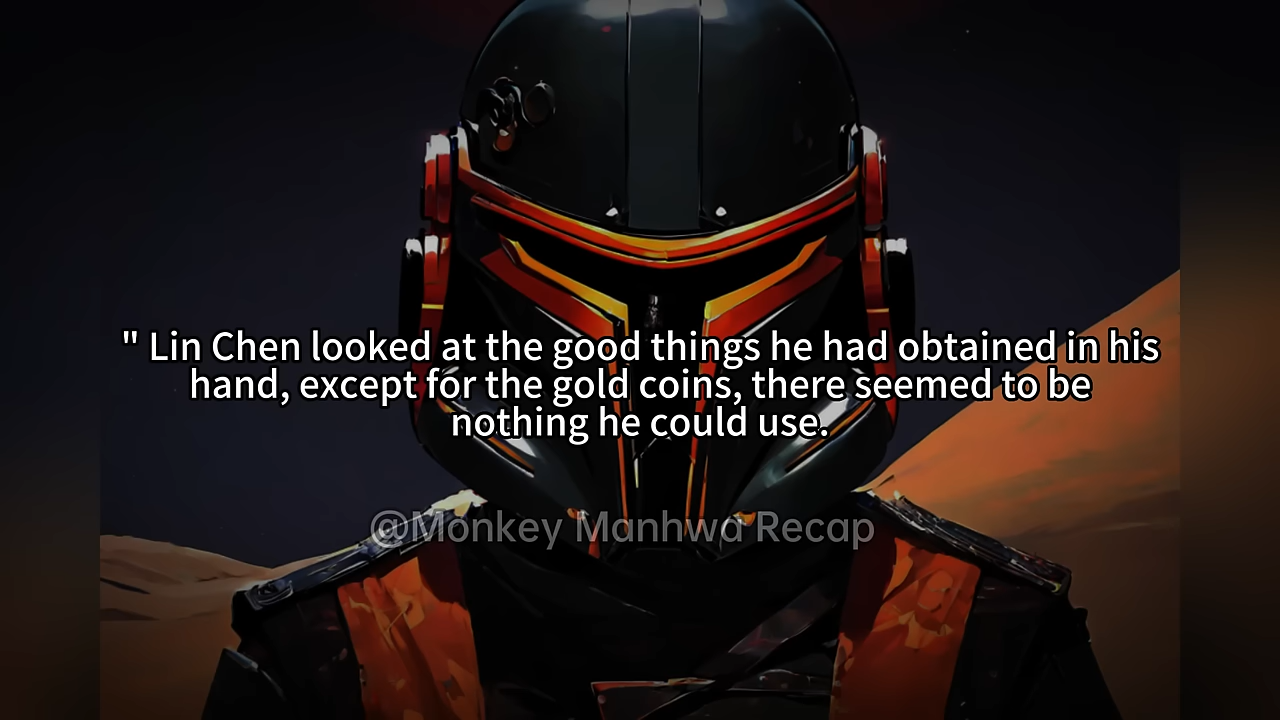 " Lin Chen looked at the good things he had obtained in his
hand, except for the gold coins, there seemed to be
nothing he could use.
@Monkey Manhwa Recap